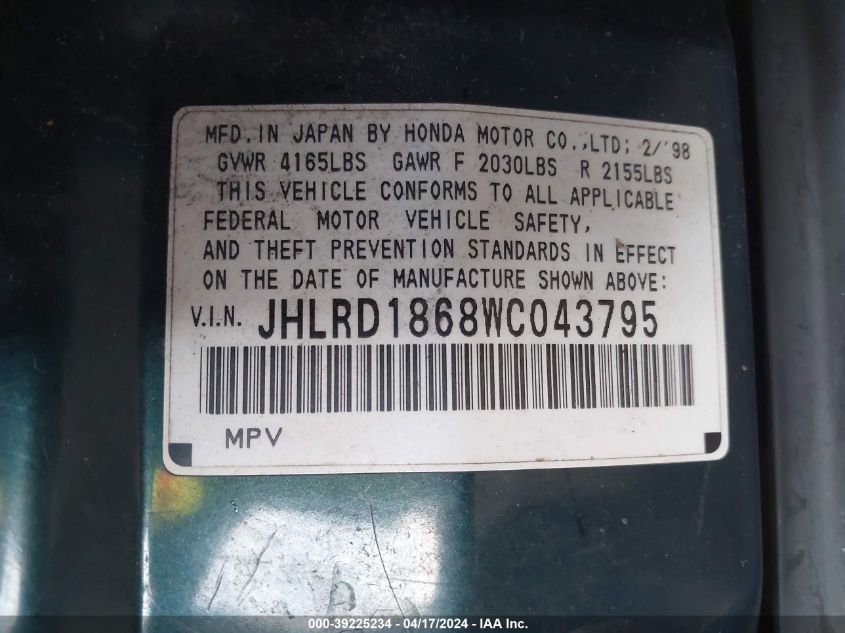 MFD. IN JAPAN BY HONDA MOTOR CO.,LTD; 2/'98
GVWR 4165LBS GAWR F 2030LBS R 2155LBS
THIS VEHICLE CONFORMS TO ALL APPLICABLE
FEDERAL MOTOR VEHICLE SAFETY,
AND THEFT PREVENTION STANDARDS IN EFFECT
ON THE DATE OF MANUFACTURE SHOWN ABOVE:
V.I.N. JHLRD1868WC043795
MPV
000-39225234 - 04/17/2024 - IAA Inc.